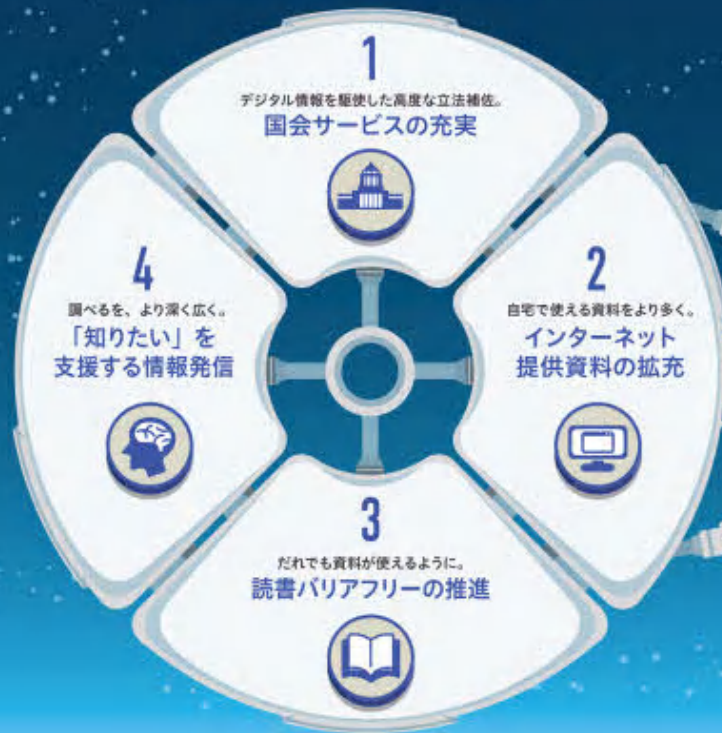 1
デジタル情報を駆使した高度な立法補佐。
国会サービスの充実
2
自宅で使える資料をより多く。
インターネット
提供資料の拡充
3
だれでも資料が使えるように。
読書バリアフリーの推進
4
調べるを、より深く広く。
「知りたい」を
支援する情報発信